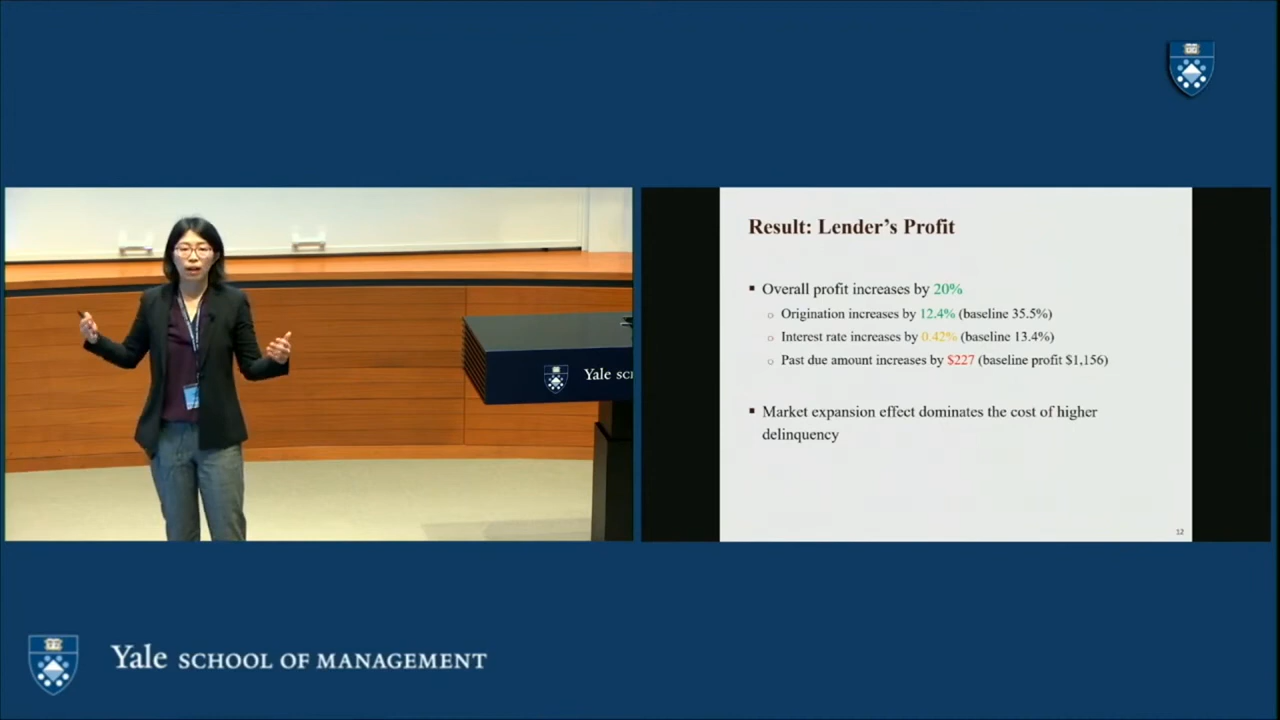 Result: Lender's Profit
▪ Overall profit increases by 20%
○ Origination increases by 12.4% (baseline 35.5%)
○ Interest rate increases by 0.42% (baseline 13.4%)
○ Past due amount increases by $227 (baseline profit $1,156)
▪ Market expansion effect dominates the cost of higher
delinquency
12
Yale sc
Yale SCHOOL OF MANAGEMENT